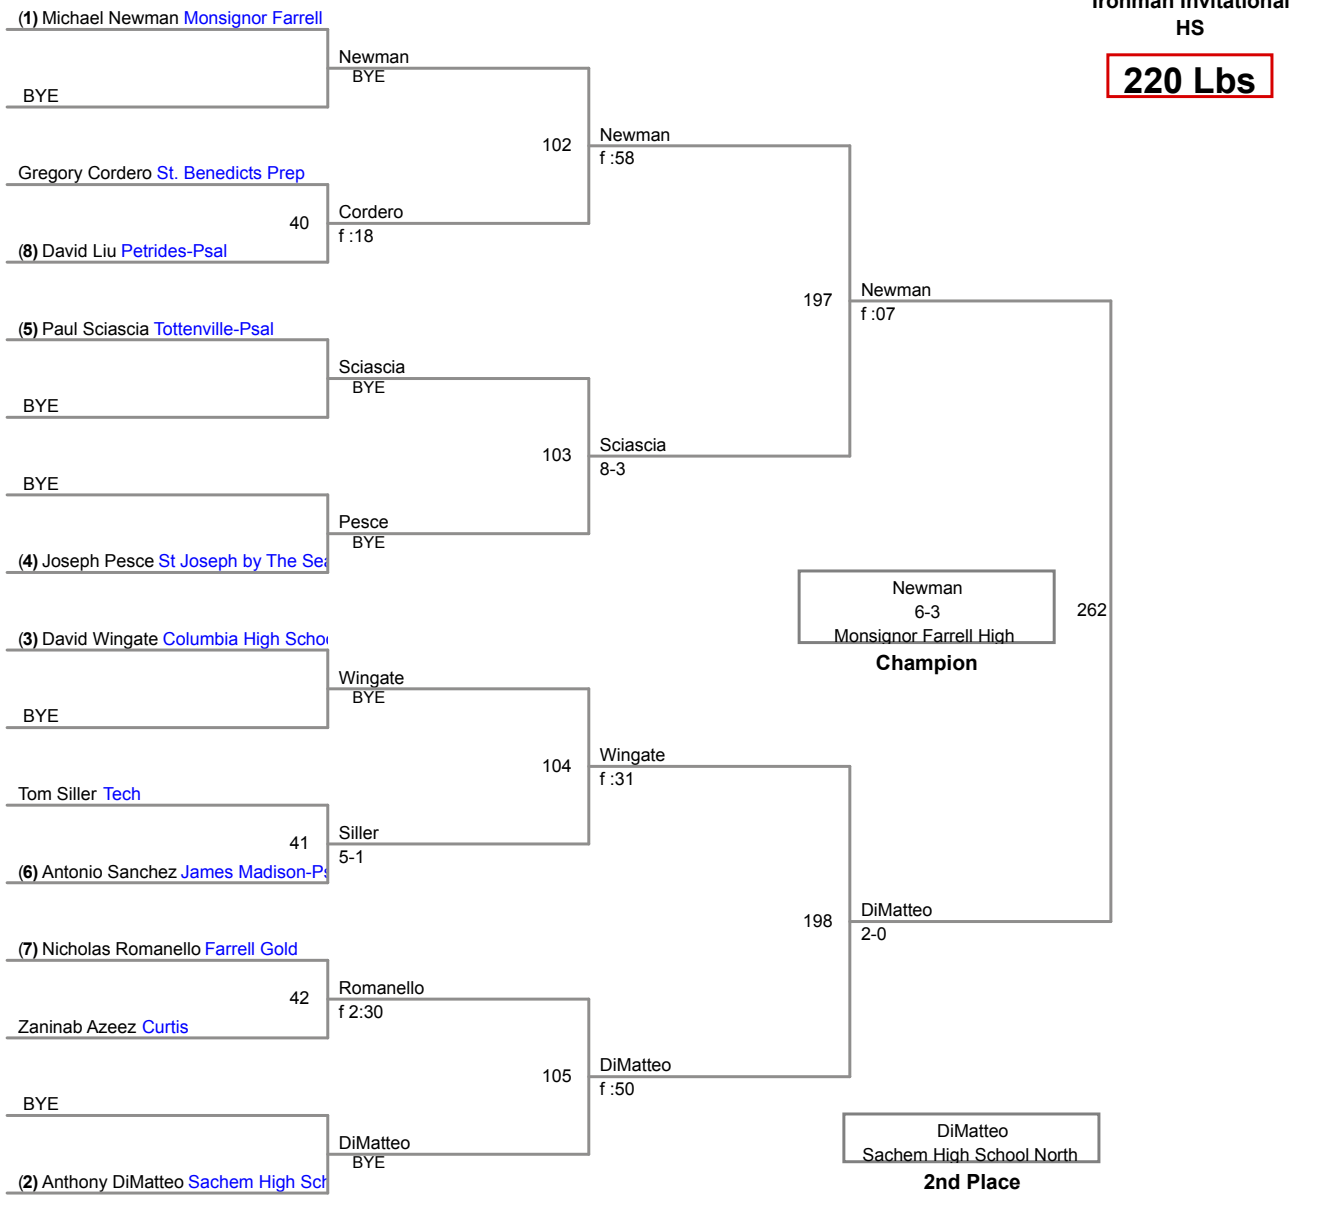 Ironman Invitational
HS
220 Lbs
(1) Michael Newman Monsignor Farrell
Newman
BYE
BYE
102
Newman
f :58
Gregory Cordero St. Benedicts Prep
40
Cordero
f :18
(8) David Liu Petrides-Psal
197
Newman
f :07
(5) Paul Sciascia Tottenville-Psal
Sciascia
BYE
BYE
103
Sciascia
8-3
BYE
Pesce
BYE
(4) Joseph Pesce St Joseph by The Sea
Newman
6-3
Monsignor Farrell High
Champion
262
(3) David Wingate Columbia High Schoo
Wingate
BYE
BYE
104
Wingate
f :31
Tom Siller Tech
41
Siller
5-1
(6) Antonio Sanchez James Madison-Ps
198
DiMatteo
2-0
(7) Nicholas Romanello Farrell Gold
42
Romanello
f 2:30
Zaninab Azeez Curtis
105
DiMatteo
f :50
BYE
DiMatteo
BYE
(2) Anthony DiMatteo Sachem High Sch
DiMatteo
Sachem High School North
2nd Place